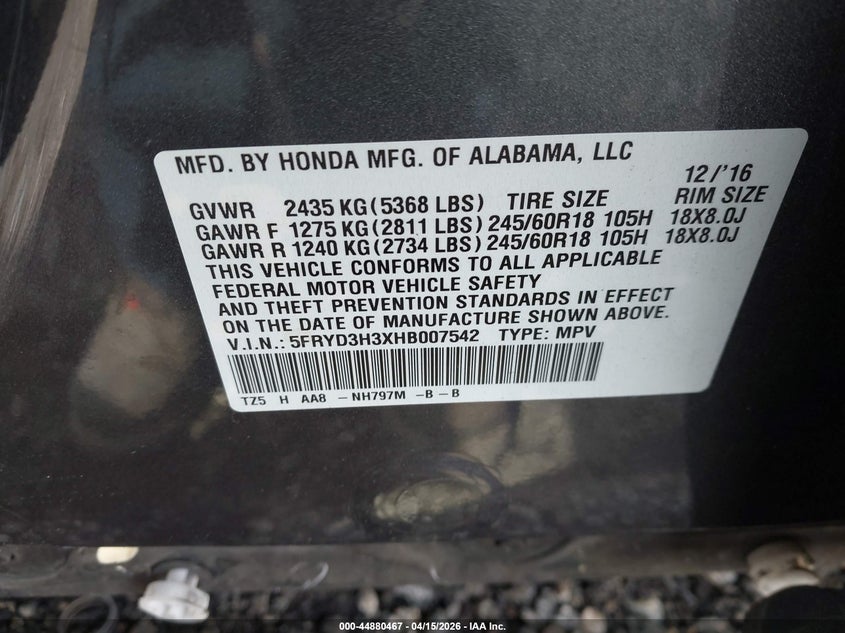 MFD. BY HONDA MFG. OF ALABAMA, LLC 12/'16
GVWR 2435 KG (5368 LBS) TIRE SIZE RIM SIZE
GAWR F 1275 KG (2811 LBS) 245/60R18 105H 18X8.0J
GAWR R 1240 KG (2734 LBS) 245/60R18 105H 18X8.0J
THIS VEHICLE CONFORMS TO ALL APPLICABLE
FEDERAL MOTOR VEHICLE SAFETY
AND THEFT PREVENTION STANDARDS IN EFFECT
ON THE DATE OF MANUFACTURE SHOWN ABOVE.
V.I.N.: 5FRYD3H3XHB007542 TYPE: MPV
TZ5 H AA8 - NH797M -B - B
000-44880467 - 04/15/2026 - IAA Inc.